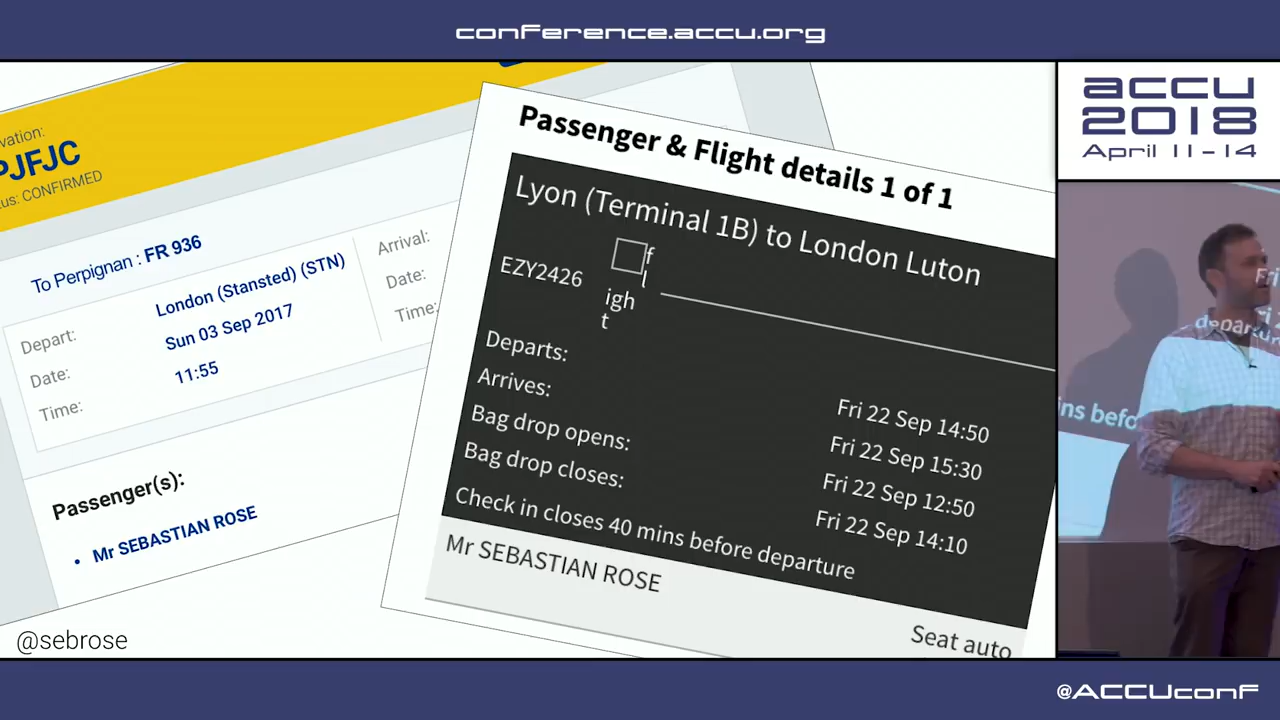 conference.accu.org
accu
2018
April 11-14
vation:
PJFJC
tus: CONFIRMED
To Perpignan : FR 936
Depart:
London (Stansted) (STN)
Date:
Sun 03 Sep 2017
Time:
11:55
Arrival:
Date:
Time:
Passenger(s):
• Mr SEBASTIAN ROSE
@sebrose
Passenger & Flight details 1 of 1
Lyon (Terminal 1B) to London Luton
EZY2426
f
l
igh
t
Departs:
Fri 22 Sep 14:50
Arrives:
Fri 22 Sep 15:30
Bag drop opens:
Fri 22 Sep 12:50
Bag drop closes:
Fri 22 Sep 14:10
Check in closes 40 mins before departure
Mr SEBASTIAN ROSE
Seat auto
departure
ins befo
@ACCUconf